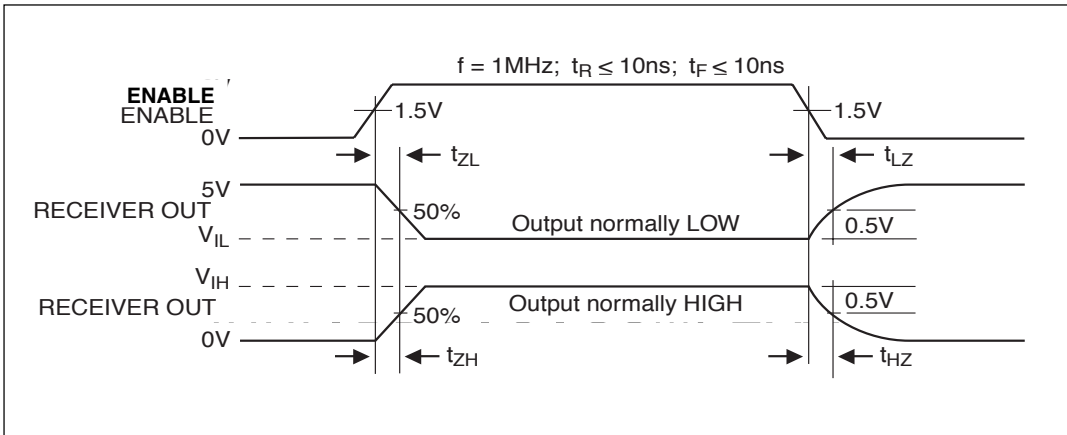 f = 1MHz; tR ≤ 10ns; tF ≤ 10ns
ENABLE
ENABLE
1.5V
1.5V
0V
tZL
tLZ
5V
RECEIVER OUT
50%
Output normally LOW
0.5V
VIL
VIH
RECEIVER OUT
50%
Output normally HIGH
0.5V
0V
tZH
tHZ